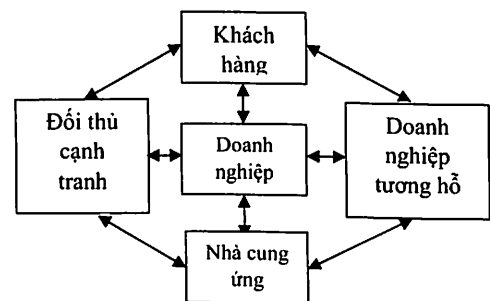 Khách
hàng
Đối thủ
cạnh
tranh
Doanh
nghiệp
Doanh
nghiệp
tương hỗ
Nhà cung
ứng